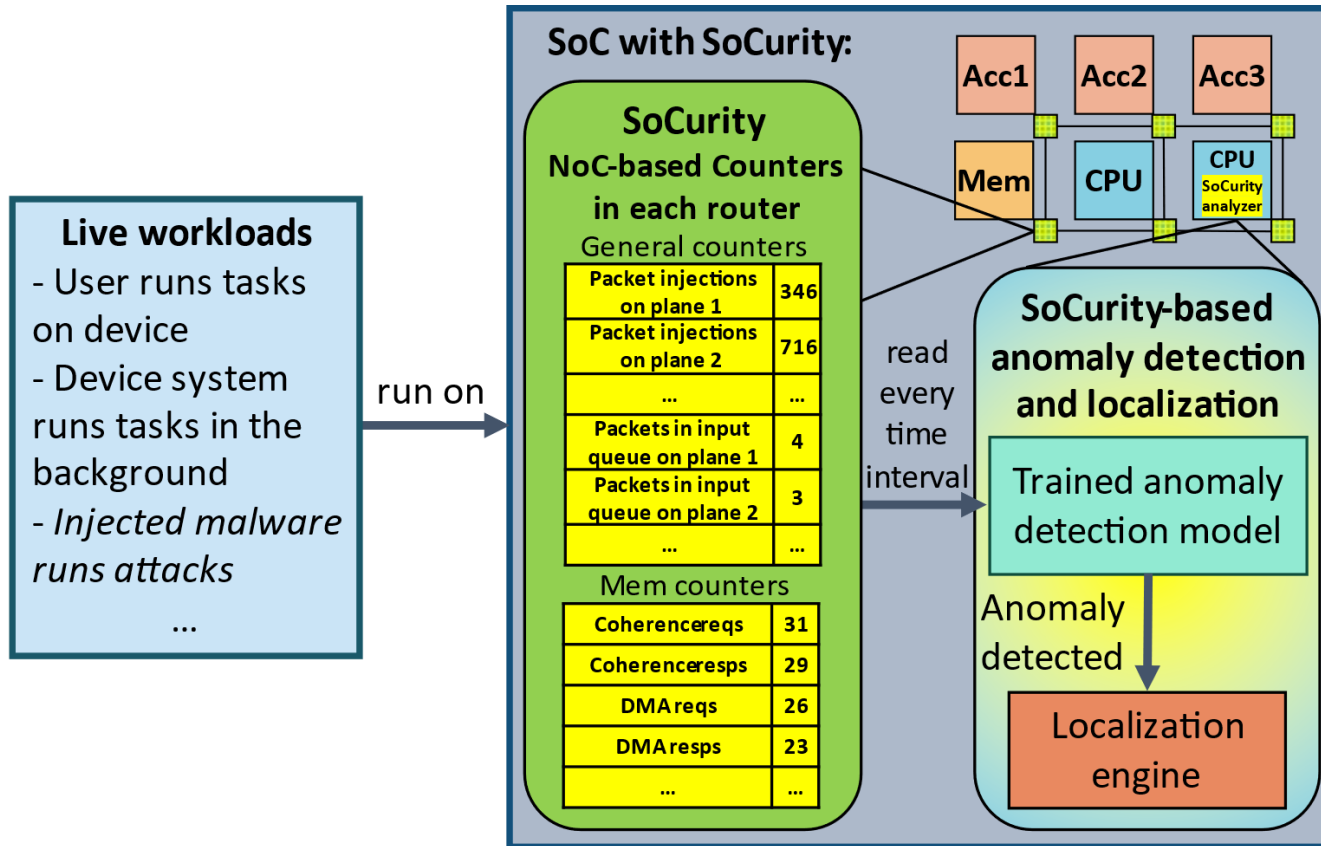 Live workloads
- User runs tasks
on device
- Device system
runs tasks in the
background
- Injected malware
runs attacks
...
run on
SoC with SoCurity:
SoCurity
NoC-based Counters
in each router
General counters
Packet injections
on plane 1
346
Packet injections
on plane 2
716
...
...
Packets in input
queue on plane 1
4
Packets in input
queue on plane 2
3
...
...
Mem counters
Coherencereqs
31
Coherenceresps
29
DMAreqs
26
DMAresps
23
...
...
Acc1
Acc2
Acc3
Mem
CPU
CPU
SoCurity
analyzer
read
every
time
interval
SoCurity-based
anomaly detection
and localization
Trained anomaly
detection model
Anomaly
detected
Localization
engine